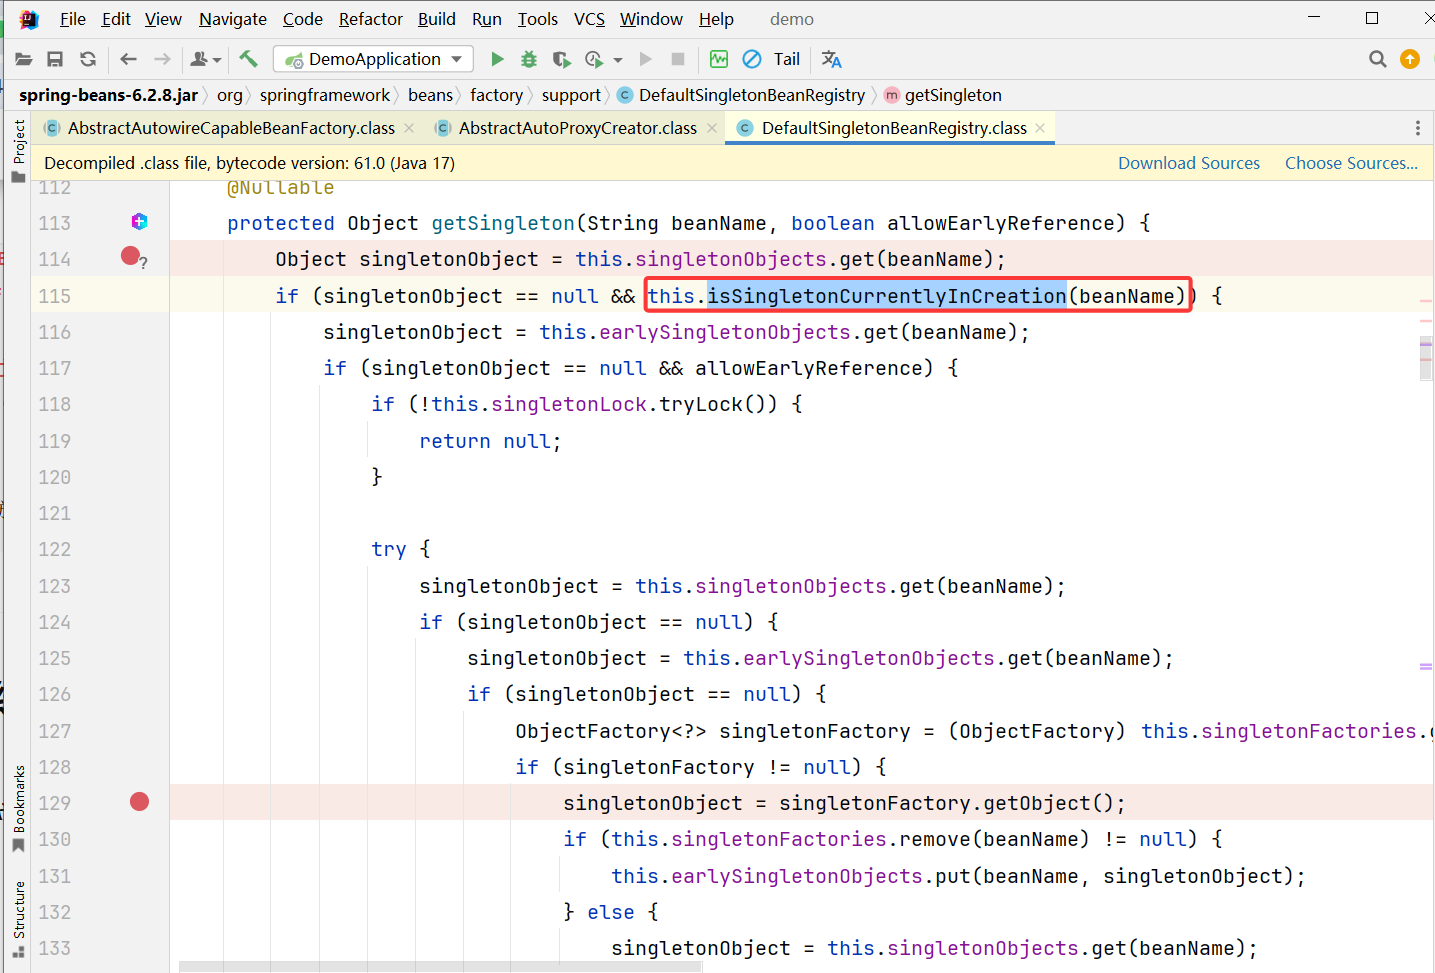 File Edit View Navigate Code Refactor Build Run Tools VCS Window Help demo
DemoApplication Tail
spring-beans-6.2.8.jar org springframework beans factory support DefaultSingletonBeanRegistry getSingleton
AbstractAutowireCapableBeanFactory.class AbstractAutoProxyCreator.class DefaultSingletonBeanRegistry.class
Decompiled .class file, bytecode version: 61.0 (Java 17) Download Sources Choose Sources...
Project
Bookmarks
Structure
112 @Nullable
113 protected Object getSingleton(String beanName, boolean allowEarlyReference) {
114 Object singletonObject = this.singletonObjects.get(beanName);
115 if (singletonObject == null && this.isSingletonCurrentlyInCreation(beanName)) {
116 singletonObject = this.earlySingletonObjects.get(beanName);
117 if (singletonObject == null && allowEarlyReference) {
118 if (!this.singletonLock.tryLock()) {
119 return null;
120 }
121
122 try {
123 singletonObject = this.singletonObjects.get(beanName);
124 if (singletonObject == null) {
125 singletonObject = this.earlySingletonObjects.get(beanName);
126 if (singletonObject == null) {
127 ObjectFactory<?> singletonFactory = (ObjectFactory) this.singletonFactories.
128 if (singletonFactory != null) {
129 singletonObject = singletonFactory.getObject();
130 if (this.singletonFactories.remove(beanName) != null) {
131 this.earlySingletonObjects.put(beanName, singletonObject);
132 } else {
133 singletonObject = this.singletonObjects.get(beanName);